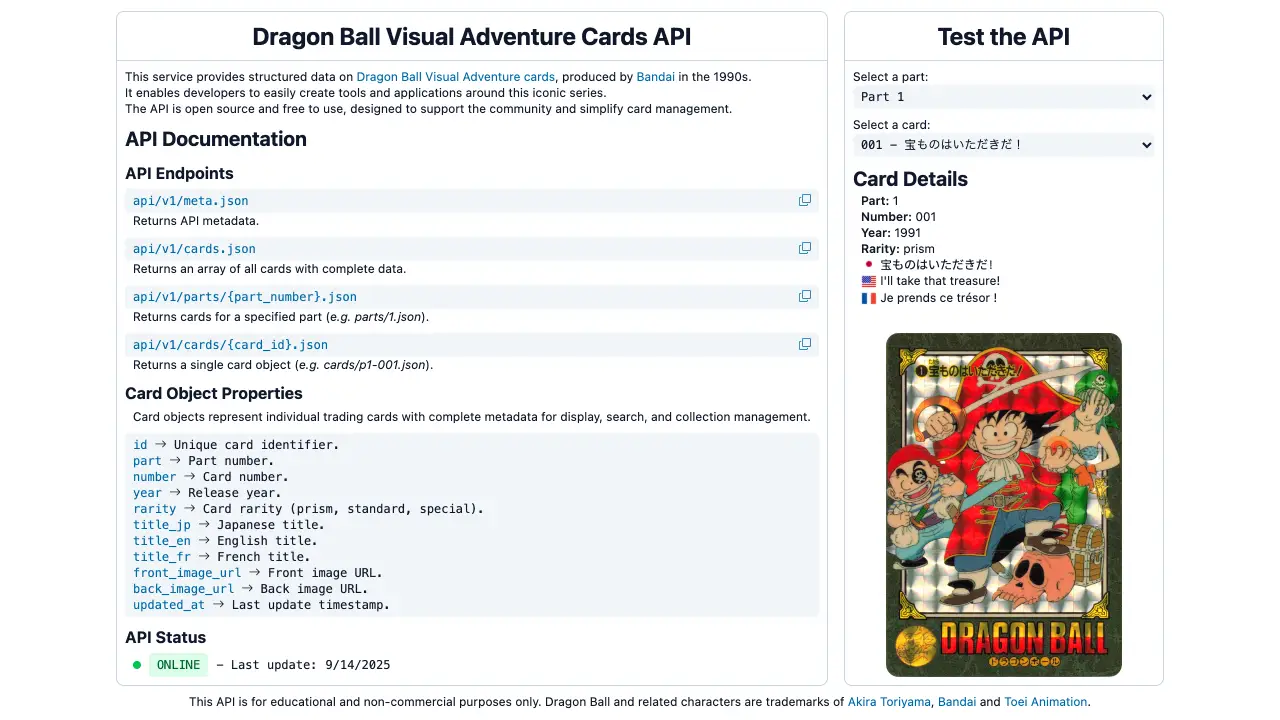 Dragon Ball Visual Adventure Cards API
This service provides structured data on Dragon Ball Visual Adventure cards, produced by Bandai in the 1990s.
It enables developers to easily create tools and applications around this iconic series.
The API is open source and free to use, designed to support the community and simplify card management.
API Documentation
API Endpoints
api/v1/meta.json
Returns API metadata.
api/v1/cards.json
Returns an array of all cards with complete data.
api/v1/parts/{part_number}.json
Returns cards for a specified part (e.g. parts/1.json).
api/v1/cards/{card_id}.json
Returns a single card object (e.g. cards/p1-001.json).
Card Object Properties
Card objects represent individual trading cards with complete metadata for display, search, and collection management.
id → Unique card identifier.
part → Part number.
number → Card number.
year → Release year.
rarity → Card rarity (prism, standard, special).
title_jp → Japanese title.
title_en → English title.
title_fr → French title.
front_image_url → Front image URL.
back_image_url → Back image URL.
updated_at → Last update timestamp.
API Status
ONLINE – Last update: 9/14/2025
Test the API
Select a part:
Part 1
Select a card:
001 – 宝ものはいただきだ！
Card Details
Part: 1
Number: 001
Year: 1991
Rarity: prism
宝ものはいただきだ！
I'll take that treasure!
Je prends ce trésor !
①宝ものはいただきだ！
DRAGON BALL
ドラゴンボール
This API is for educational and non-commercial purposes only. Dragon Ball and related characters are trademarks of Akira Toriyama, Bandai and Toei Animation.